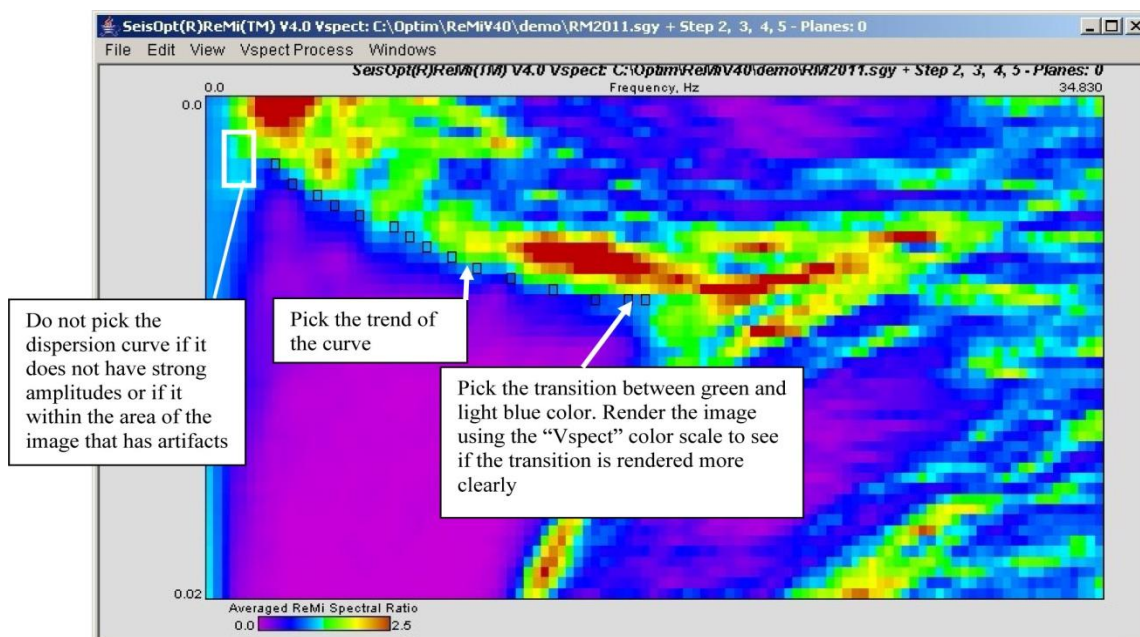 SeisOpt(R)ReMi(TM) V4.0 Vspect: C:\Optim\ReMiV40\demo\RM2011.sgy + Step 2, 3, 4, 5 - Planes: 0
File Edit View Vspect Process Windows
SeisOpt(R)ReMi(TM) V4.0 Vspect: C:\Optim\ReMiV40\demo\RM2011.sgy + Step 2, 3, 4, 5 - Planes: 0
0.0 Frequency, Hz 34.830
0.0
Do not pick the
dispersion curve if it
does not have strong
amplitudes or if it
within the area of the
image that has artifacts
Pick the trend of
the curve
Pick the transition between green and
light blue color. Render the image
using the “Vspect” color scale to see
if the transition is rendered more
clearly
0.02
Averaged ReMi Spectral Ratio
0.0 2.5